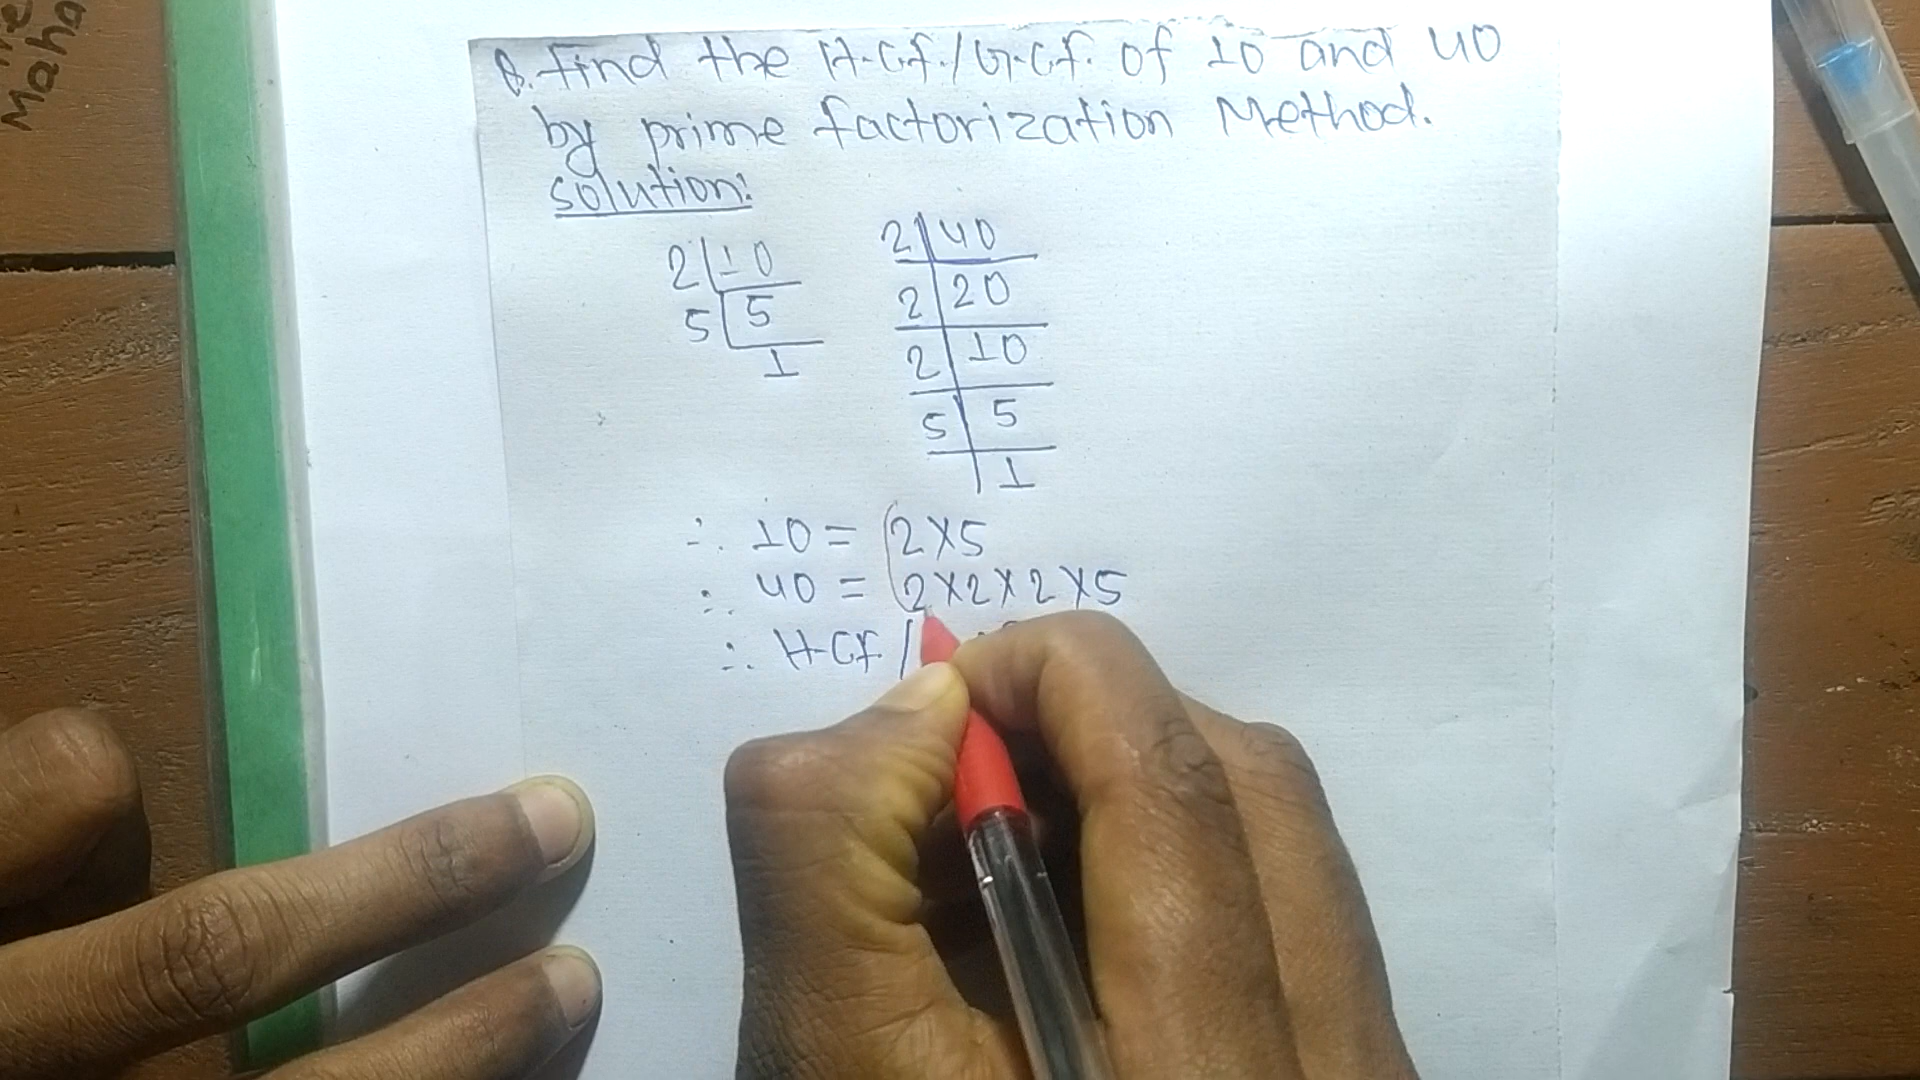 Maha
Q. Find the H.C.F./G.C.F. of 10 and 40
by prime factorization Method.
Solution:
2 10
5 5
1
2 40
2 20
2 10
5 5
1
∴ 10 = 2×5
∴ 40 = 2×2×2×5
∴ H.C.F. /